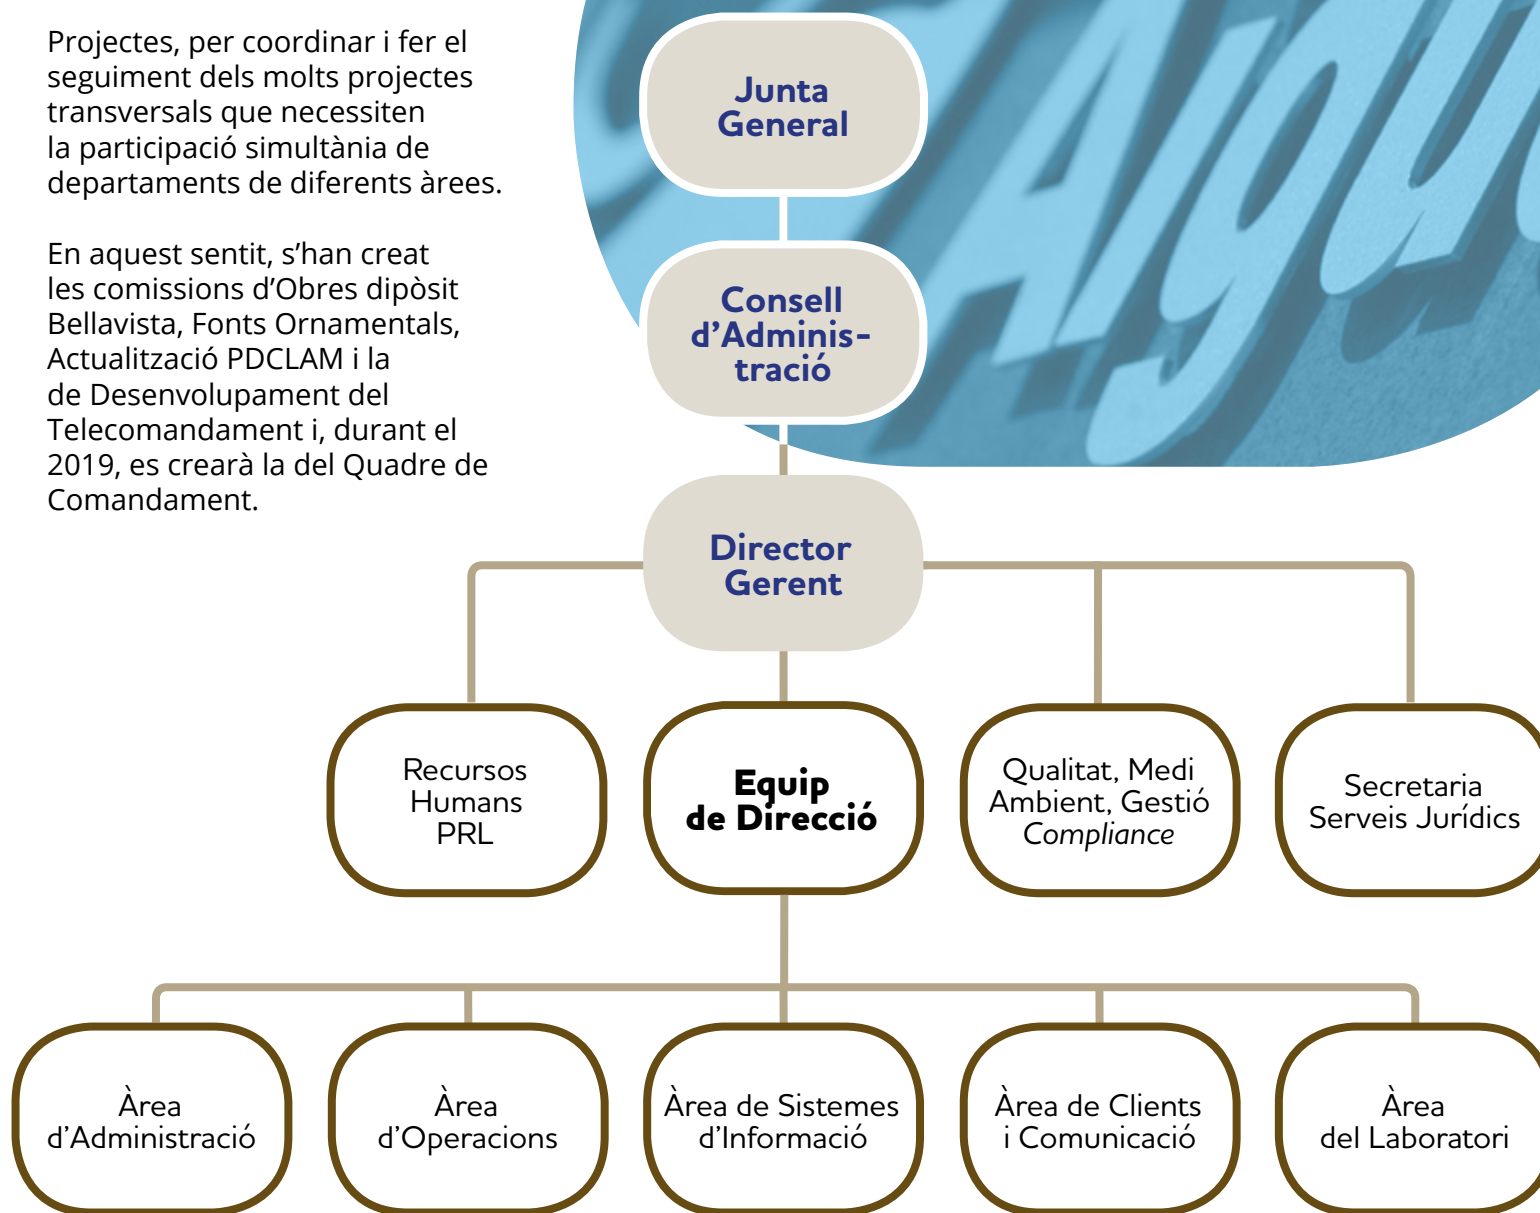 Projectes, per coordinar i fer el
seguiment dels molts projectes
transversals que necessiten
la participació simultània de
departaments de diferents àrees.
En aquest sentit, s’han creat
les comissions d’Obres dipòsit
Bellavista, Fonts Ornamentals,
Actualització PDCLAM i la
de Desenvolupament del
Telecomandament i, durant el
2019, es crearà la del Quadre de
Comandament.
Aigu
Junta
General
Consell
d’Adminis-
tració
Director
Gerent
Recursos
Humans
PRL
Equip
de Direcció
Qualitat, Medi
Ambient, Gestió
Compliance
Secretaria
Serveis Jurídics
Àrea
d’Administració
Àrea
d’Operacions
Àrea de Sistemes
d’Informació
Àrea de Clients
i Comunicació
Àrea
del Laboratori